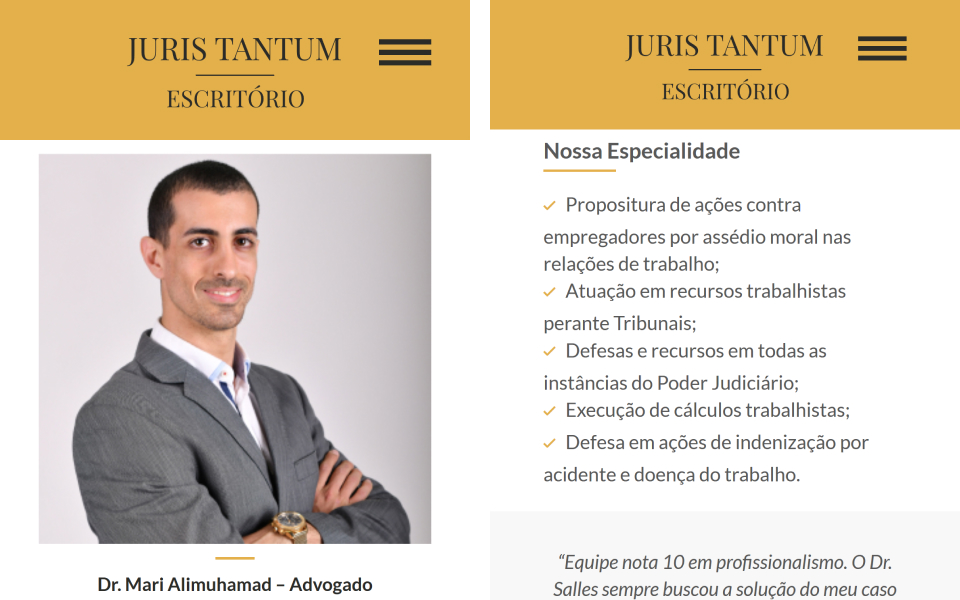 JURIS TANTUM
ESCRITÓRIO
Dr. Mari Alimuhamad – Advogado
JURIS TANTUM
ESCRITÓRIO
Nossa Especialidade
Propositura de ações contra
empregadores por assédio moral nas
relações de trabalho;
Atuação em recursos trabalhistas
perante Tribunais;
Defesas e recursos em todas as
instâncias do Poder Judiciário;
Execução de cálculos trabalhistas;
Defesa em ações de indenização por
acidente e doença do trabalho.
“Equipe nota 10 em profissionalismo. O Dr.
Salles sempre buscou a solução do meu caso